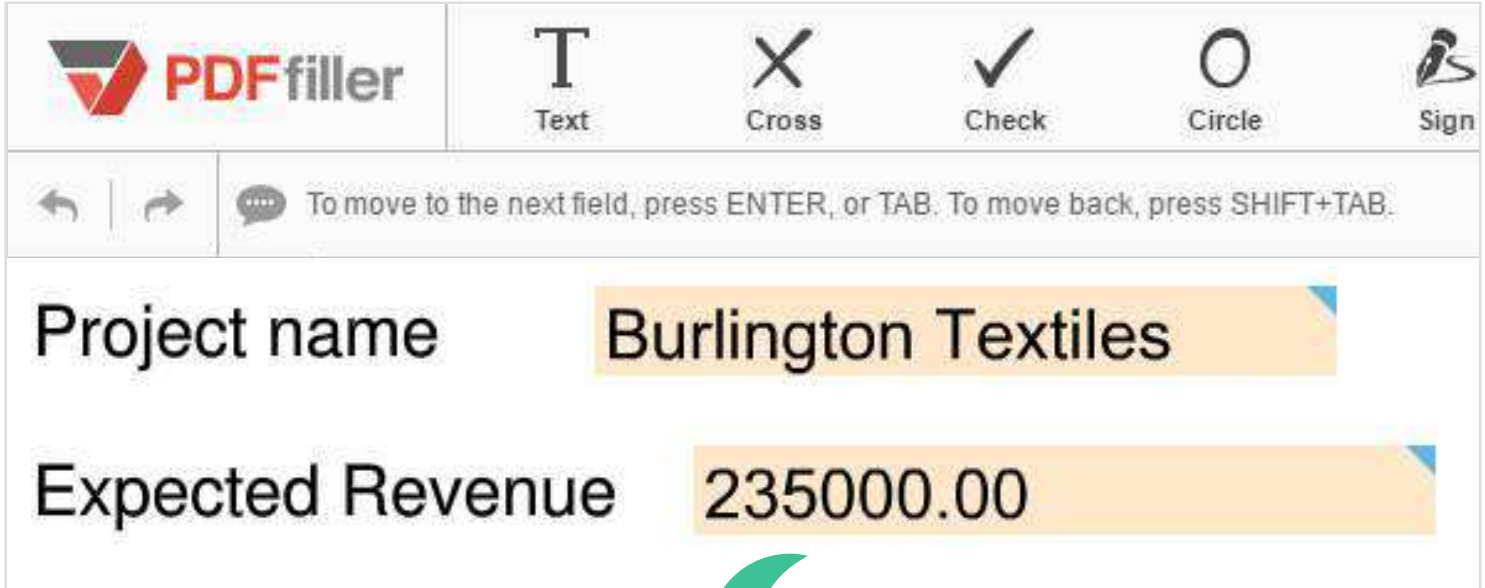 PDFfiller
Text Cross Check Circle Sign
To move to the next field, press ENTER, or TAB. To move back, press SHIFT+TAB.
Project name Burlington Textiles
Expected Revenue 235000.00